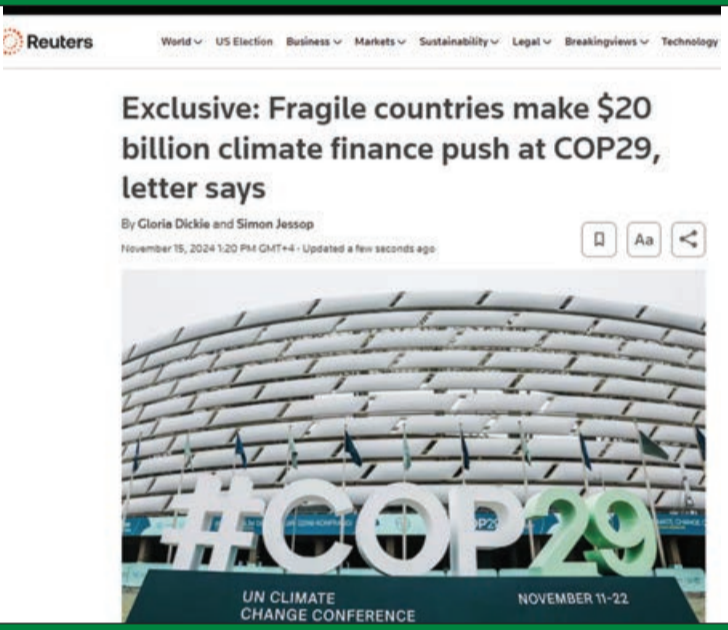 Reuters
World US Election Business Markets Sustainability Legal Breakingviews Technology
Exclusive: Fragile countries make $20
billion climate finance push at COP29,
letter says
By Gloria Dickie and Simon Jessop
November 15, 2024 1:20 PM GMT+4 · Updated a few seconds ago
Aa
#COP29
UN CLIMATE
CHANGE CONFERENCE
NOVEMBER 11-22